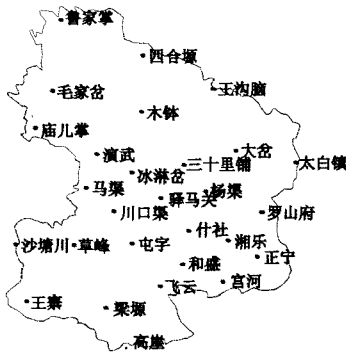 鲁家掌
四合塬
毛家岔
王沟脑
木钵
庙儿掌
演武
大岔
三十里铺
太白镇
冰淋岔
马渠
驿马关
杨渠
川口渠
罗山府
什社
沙塘川
草峰
屯字
湘乐
正宁
和盛
飞云
宫河
王寨
梁塬
高崖